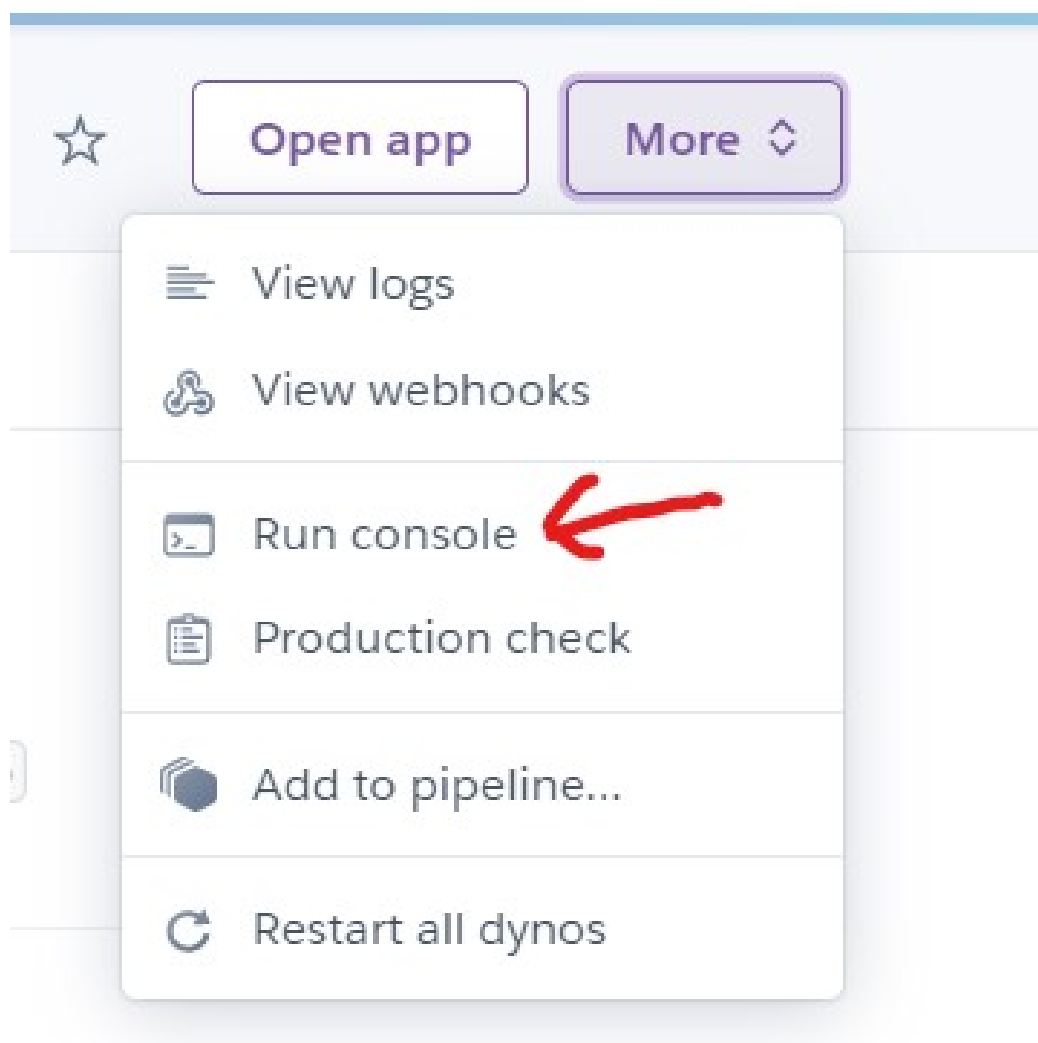 Open app
More
View logs
View webhooks
Run console
Production check
Add to pipeline...
Restart all dynos